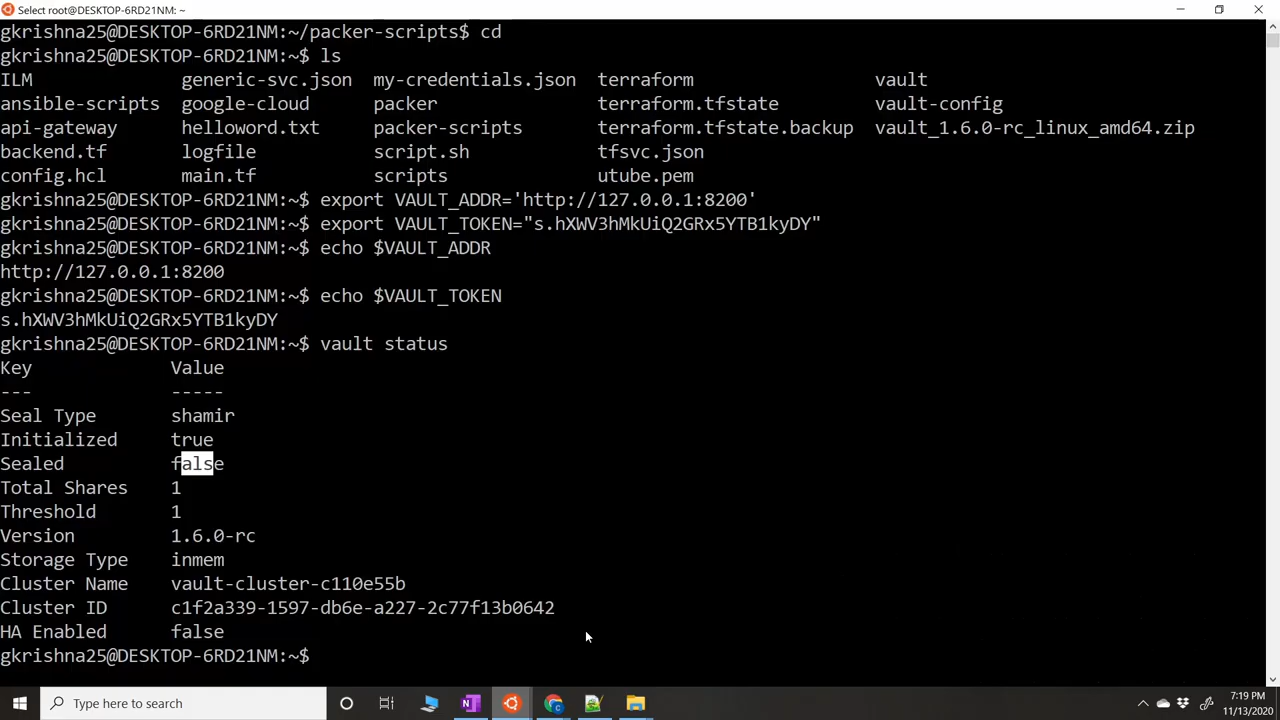 Select root@DESKTOP-6RD21NM: ~
gkrishna25@DESKTOP-6RD21NM:~/packer-scripts$ cd
gkrishna25@DESKTOP-6RD21NM:~$ ls
ILM generic-svc.json my-credentials.json terraform vault
ansible-scripts google-cloud packer terraform.tfstate vault-config
api-gateway helloword.txt packer-scripts terraform.tfstate.backup vault_1.6.0-rc_linux_amd64.zip
backend.tf logfile script.sh tfsvc.json
config.hcl main.tf scripts utube.pem
gkrishna25@DESKTOP-6RD21NM:~$ export VAULT_ADDR='http://127.0.0.1:8200'
gkrishna25@DESKTOP-6RD21NM:~$ export VAULT_TOKEN="s.hXWV3hMkUiQ2GRx5YTB1kyDY"
gkrishna25@DESKTOP-6RD21NM:~$ echo $VAULT_ADDR
http://127.0.0.1:8200
gkrishna25@DESKTOP-6RD21NM:~$ echo $VAULT_TOKEN
s.hXWV3hMkUiQ2GRx5YTB1kyDY
gkrishna25@DESKTOP-6RD21NM:~$ vault status
Key Value
--- -----
Seal Type shamir
Initialized true
Sealed false
Total Shares 1
Threshold 1
Version 1.6.0-rc
Storage Type inmem
Cluster Name vault-cluster-c110e55b
Cluster ID c1f2a339-1597-db6e-a227-2c77f13b0642
HA Enabled false
gkrishna25@DESKTOP-6RD21NM:~$
Type here to search
7:19 PM
11/13/2020